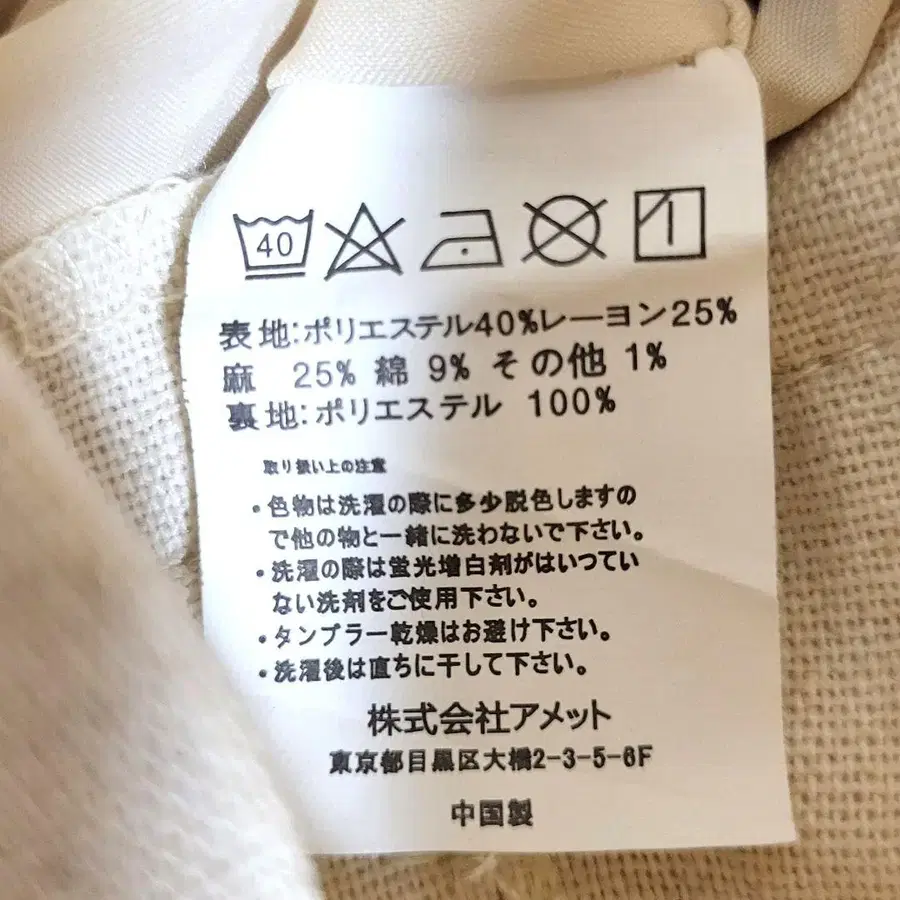 40
表地:ポリエステル40%レーヨン25%
麻 25% 綿 9% その他 1%
裏地:ポリエステル 100%
取り扱い上の注意
・色物は洗濯の際に多少脱色しますの
で他の物と一緒に洗わないで下さい。
・洗濯の際は蛍光増白剤がはいつてい
ない洗剤をご使用下さい。
・タンブラー乾燥はお避け下さい。
・洗濯後は直ちに干して下さい。
株式会社アメット
東京都目黒区大橋2-3-5-6F
中国製